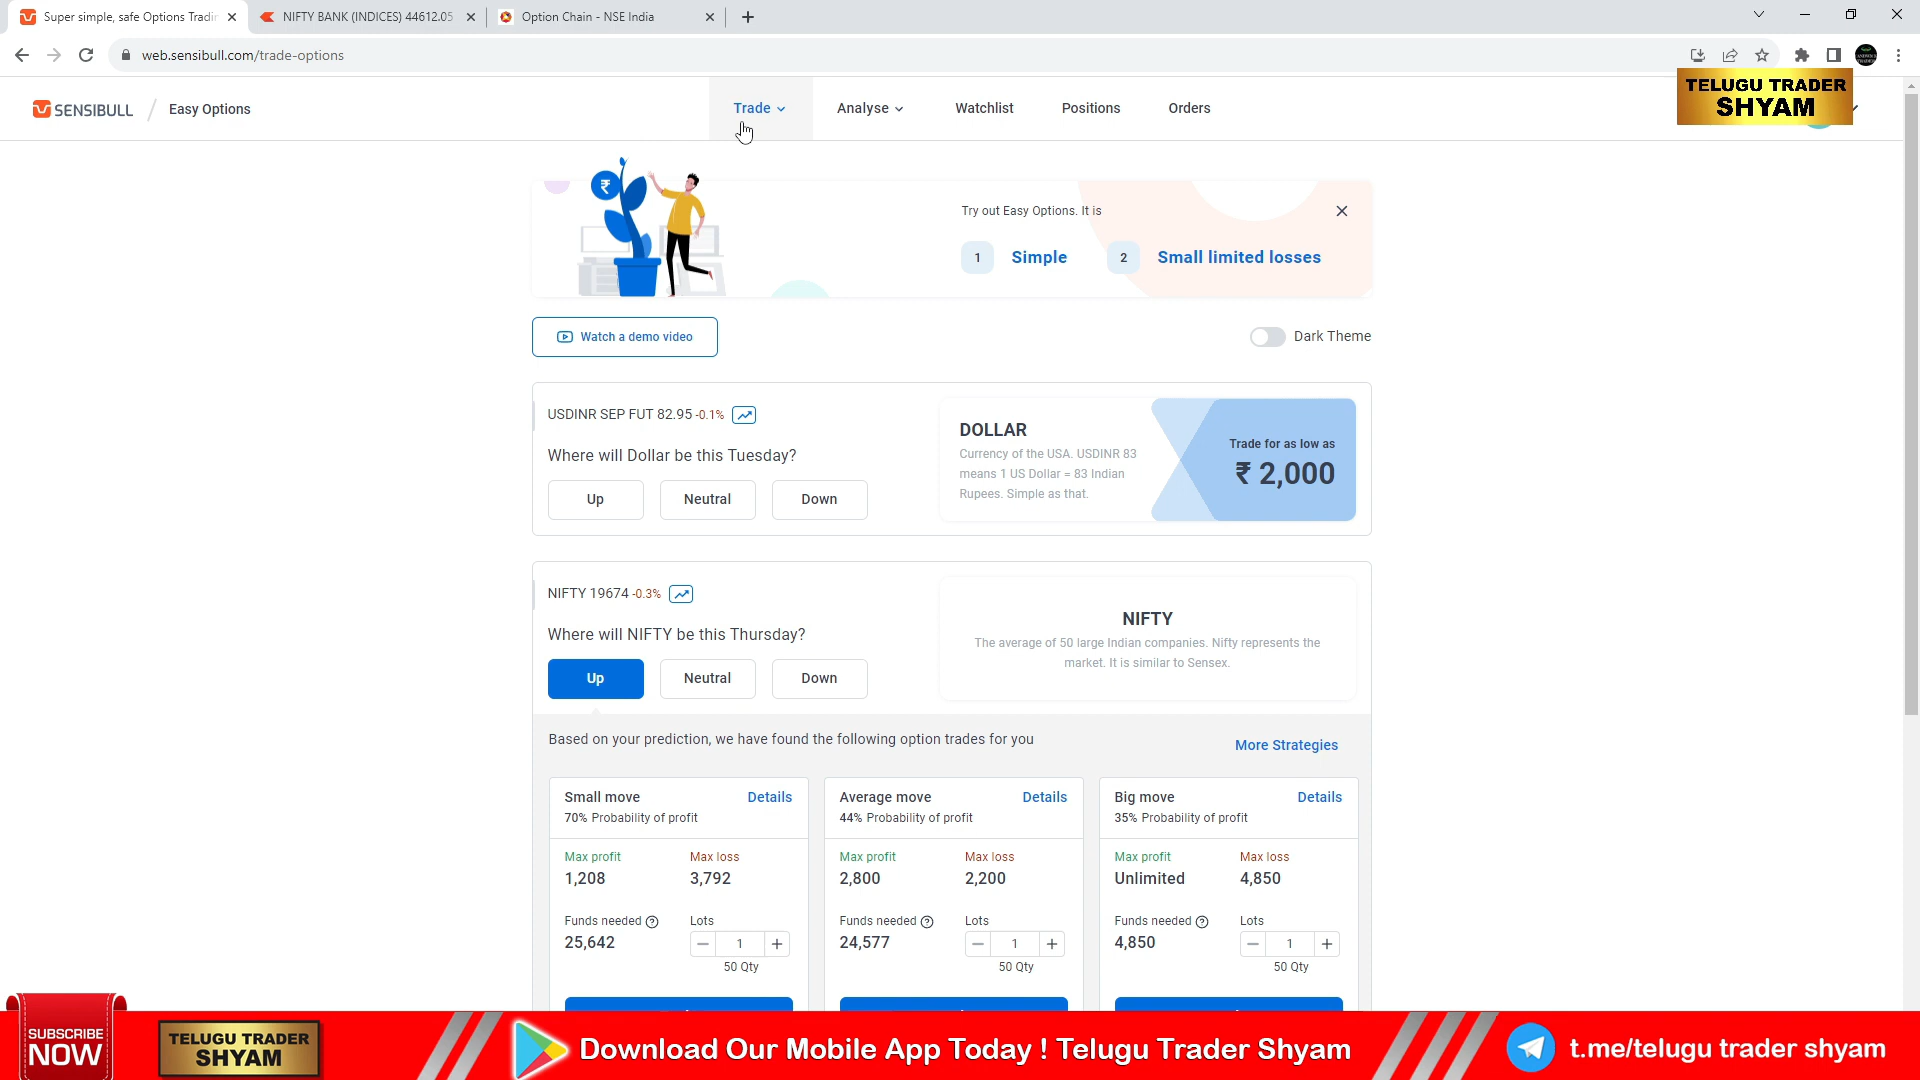 Super simple, safe Options Tradin
NIFTY BANK (INDICES) 44612.05
Option Chain - NSE India
web.sensibull.com/trade-options
SENSIBULL / Easy Options
Trade
Analyse
Watchlist
Positions
Orders
TELUGU TRADER
SHYAM
Try out Easy Options. It is
1 Simple
2 Small limited losses
₹
Watch a demo video
Dark Theme
USDINR SEP FUT 82.95 -0.1%
Where will Dollar be this Tuesday?
Up
Neutral
Down
DOLLAR
Currency of the USA. USDINR 83
means 1 US Dollar = 83 Indian
Rupees. Simple as that.
Trade for as low as
₹ 2,000
NIFTY 19674 -0.3%
Where will NIFTY be this Thursday?
Up
Neutral
Down
NIFTY
The average of 50 large Indian companies. Nifty represents the
market. It is similar to Sensex.
Based on your prediction, we have found the following option trades for you
More Strategies
Small move
Details
70% Probability of profit
Max profit
Max loss
1,208
3,792
Funds needed
Lots
25,642
1
50 Qty
Average move
Details
44% Probability of profit
Max profit
Max loss
2,800
2,200
Funds needed
Lots
24,577
1
50 Qty
Big move
Details
35% Probability of profit
Max profit
Max loss
Unlimited
4,850
Funds needed
Lots
4,850
1
50 Qty
SUBSCRIBE
NOW
TELUGU TRADER
SHYAM
Download Our Mobile App Today ! Telugu Trader Shyam
t.me/telugu trader shyam